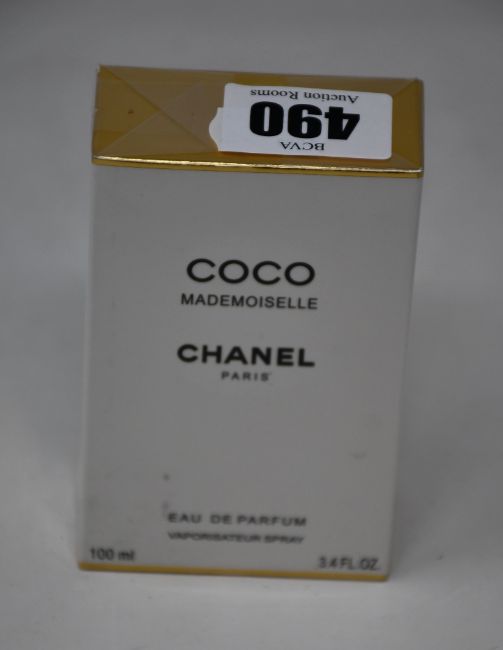 BCVA
490
Auction Rooms
COCO
MADEMOISELLE
CHANEL
PARIS
EAU DE PARFUM
VAPORISATEUR SPRAY
100 ml
3.4 FL.OZ.